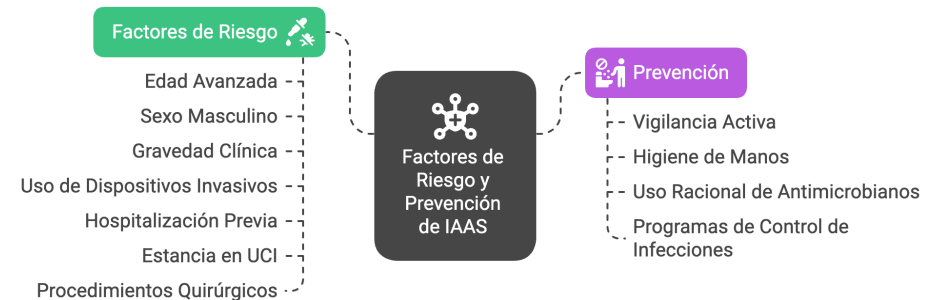 Factores de Riesgo
Edad Avanzada
Sexo Masculino
Gravedad Clínica
Uso de Dispositivos Invasivos
Hospitalización Previa
Estancia en UCI
Procedimientos Quirúrgicos
Factores de
Riesgo y
Prevención
de IAAS
Prevención
Vigilancia Activa
Higiene de Manos
Uso Racional de Antimicrobianos
Programas de Control de
Infecciones